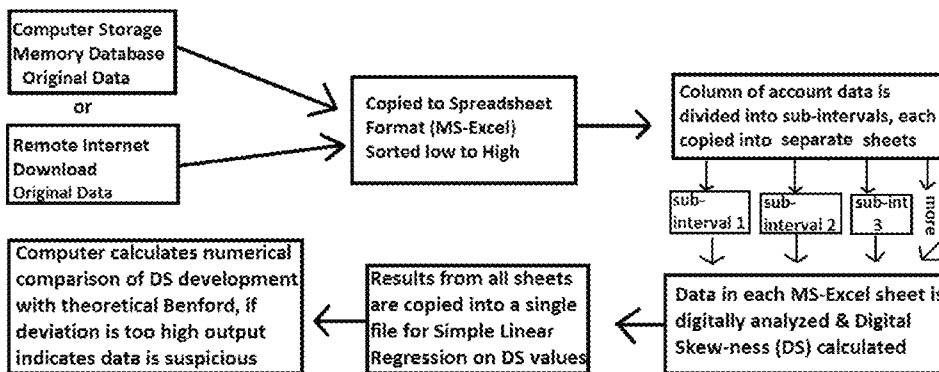 Computer Storage
Memory Database
Original Data
or
Remote Internet
Download
Original Data
Copied to Spreadsheet
Format (MS-Excel)
Sorted low to High
Column of account data is
divided into sub-intervals, each
copied into separate sheets
sub-
interval 1
sub-
interval 2
sub-int
3
more
Data in each MS-Excel sheet is
digitally analyzed & Digital
Skew-ness (DS) calculated
Results from all sheets
are copied into a single
file for Simple Linear
Regression on DS values
Computer calculates numerical
comparison of DS development
with theoretical Benford, if
deviation is too high output
indicates data is suspicious